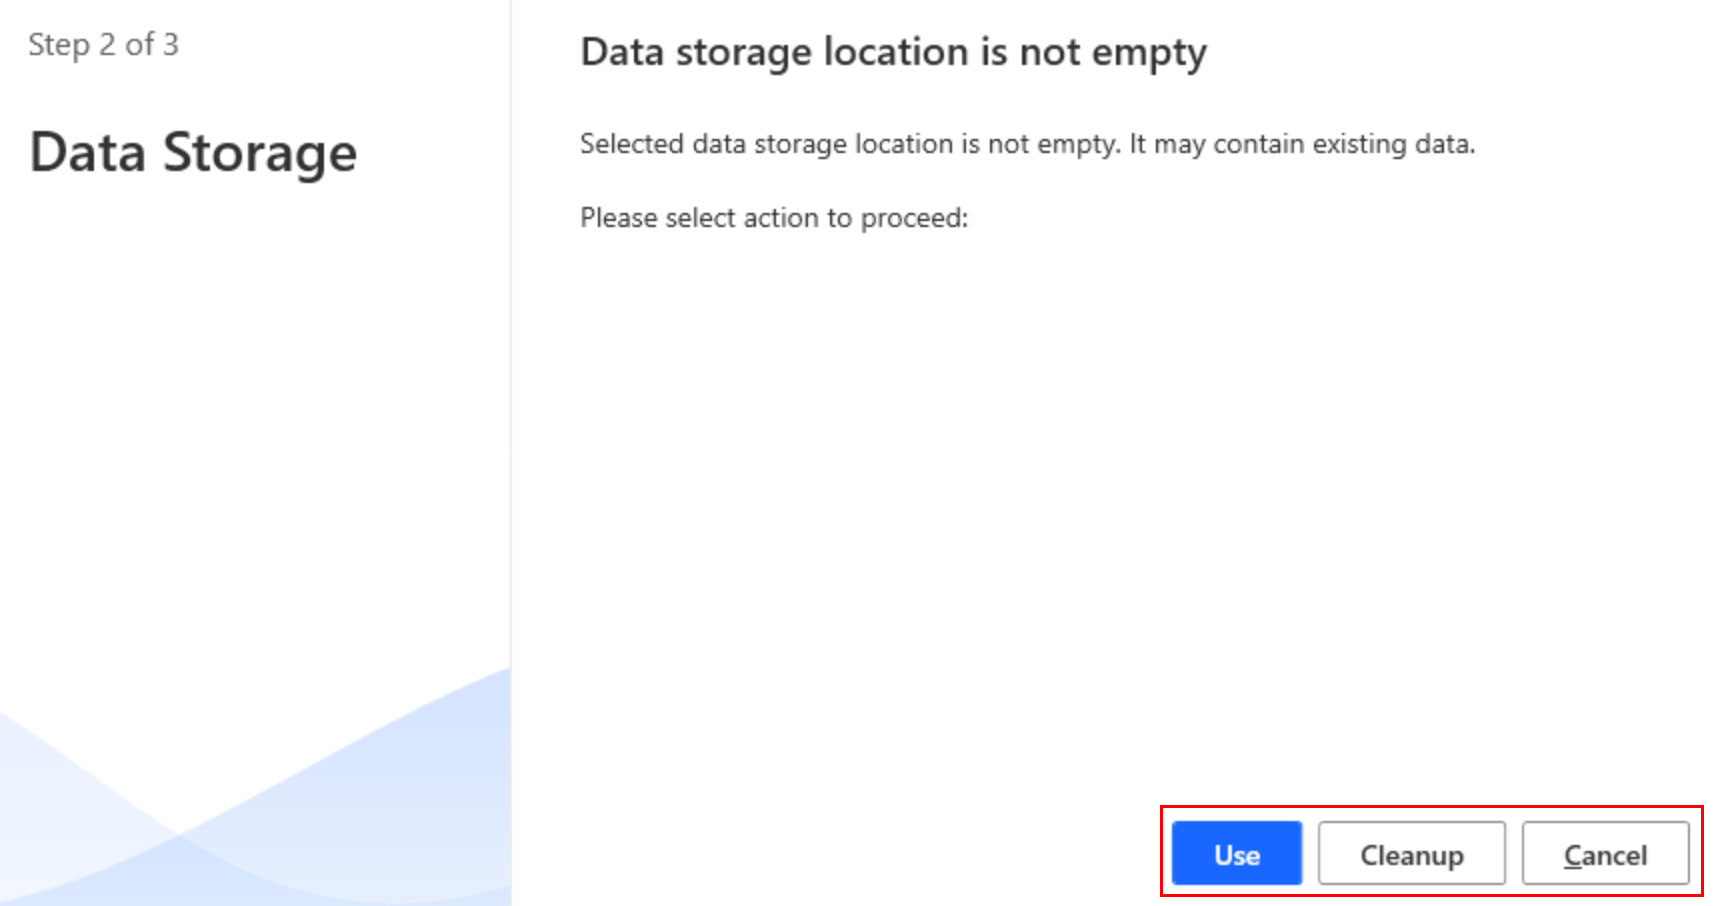 Step 2 of 3
Data Storage
Data storage location is not empty
Selected data storage location is not empty. It may contain existing data.
Please select action to proceed:
Use
Cleanup
Cancel